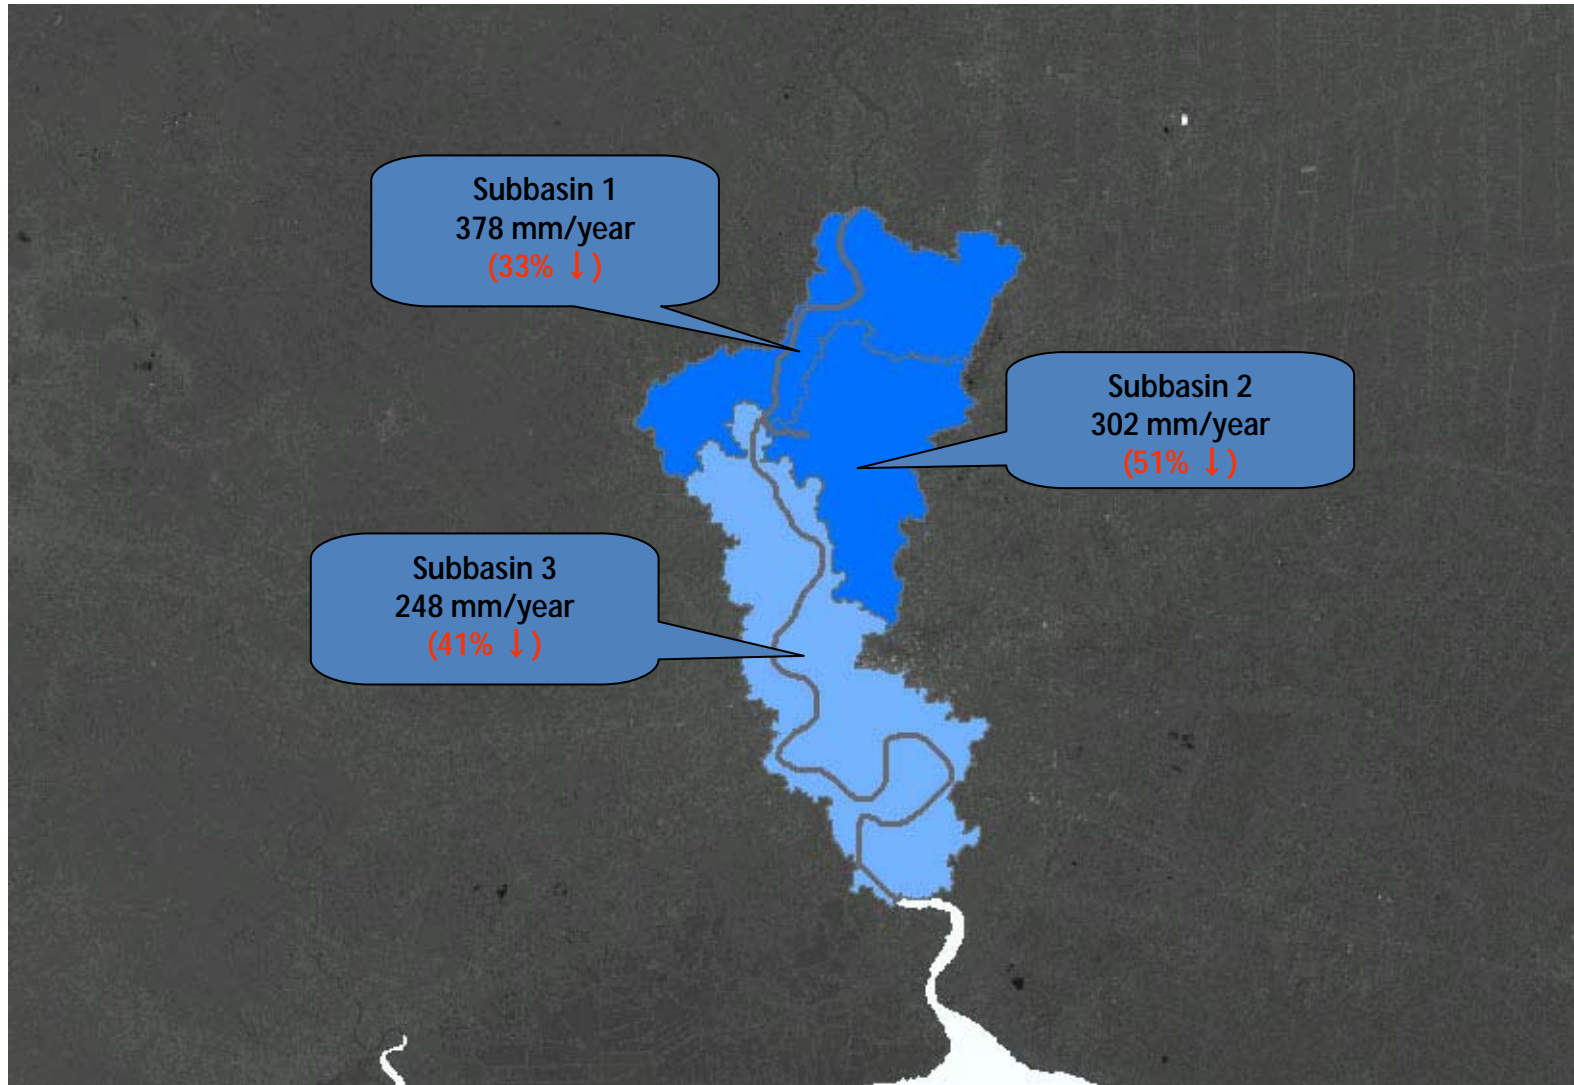 Subbasin 1
378 mm/year
(33% ↓)
Subbasin 2
302 mm/year
(51% ↓)
Subbasin 3
248 mm/year
(41% ↓)